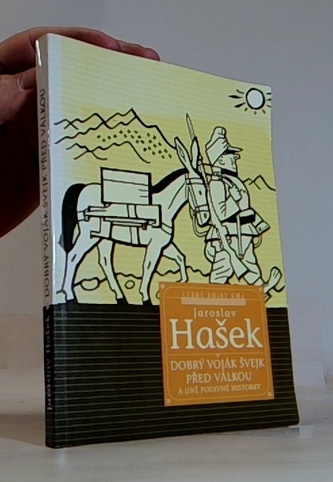 Jaroslav
Hašek
DOBRÝ VOJÁK ŠVEJK
PŘED VÁLKOU
A JINÉ PODIVNÉ HISTORKY
Jaroslav Hašek DOBRÝ VOJÁK ŠVEJK PŘED VÁLKOU